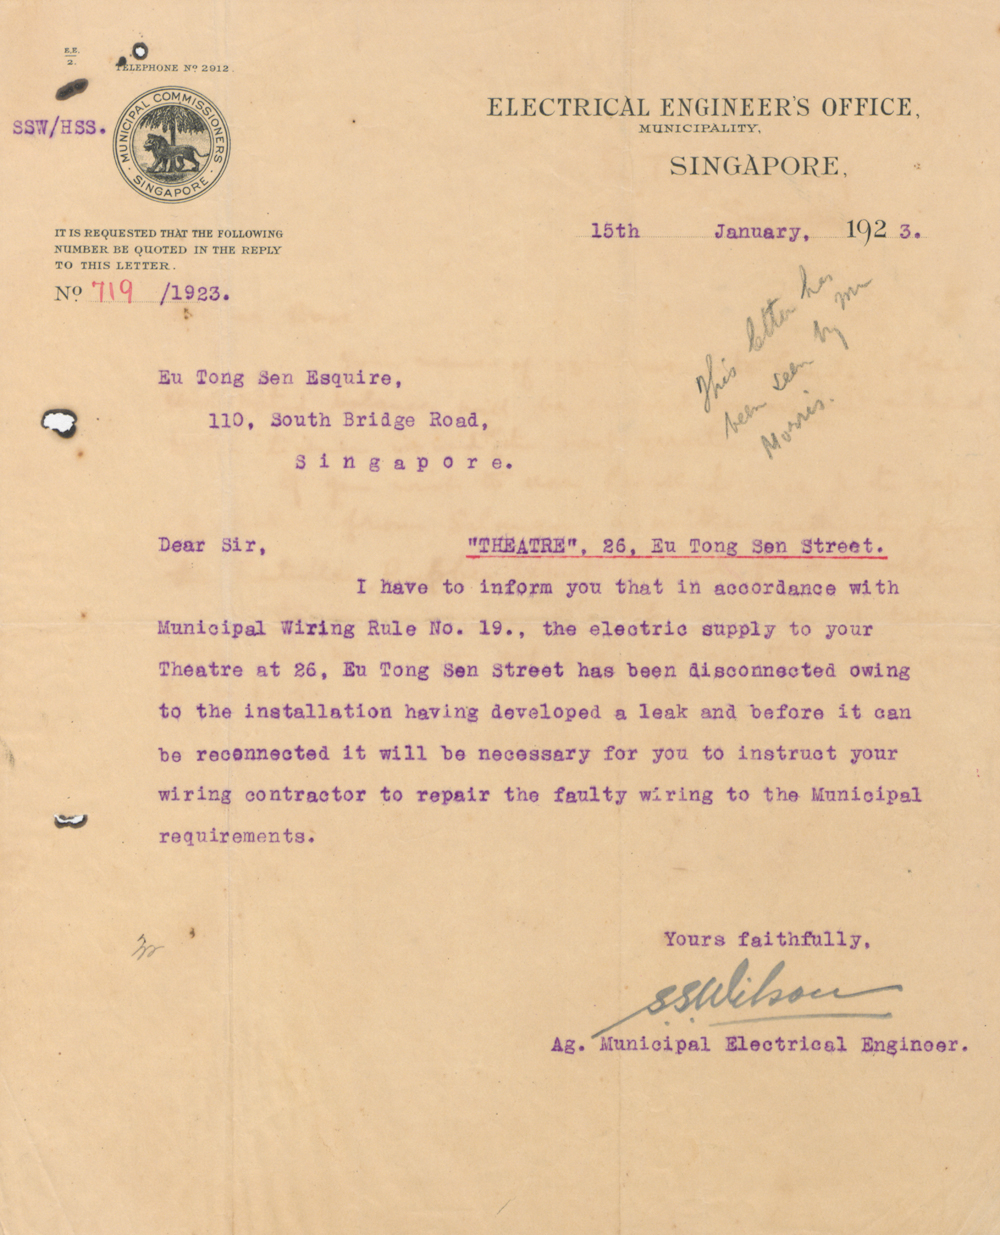 E.E.
2.
TELEPHONE Nº 2912.
SSW/HSS.
MUNICIPAL COMMISSIONERS
SINGAPORE
ELECTRICAL ENGINEER'S OFFICE,
MUNICIPALITY,
SINGAPORE,
IT IS REQUESTED THAT THE FOLLOWING
NUMBER BE QUOTED IN THE REPLY
TO THIS LETTER.
Nº 719 /1923.
15th January, 1923.
This letter has
been seen by Mr
Morris.
Eu Tong Sen Esquire,
110, South Bridge Road,
Singapore.
Dear Sir, "THEATRE", 26, Eu Tong Sen Street.
I have to inform you that in accordance with
Municipal Wiring Rule No. 19., the electric supply to your
Theatre at 26, Eu Tong Sen Street has been disconnected owing
to the installation having developed a leak and before it can
be reconnected it will be necessary for you to instruct your
wiring contractor to repair the faulty wiring to the Municipal
requirements.
Yours faithfully,
SSWilson
Ag. Municipal Electrical Engineer.